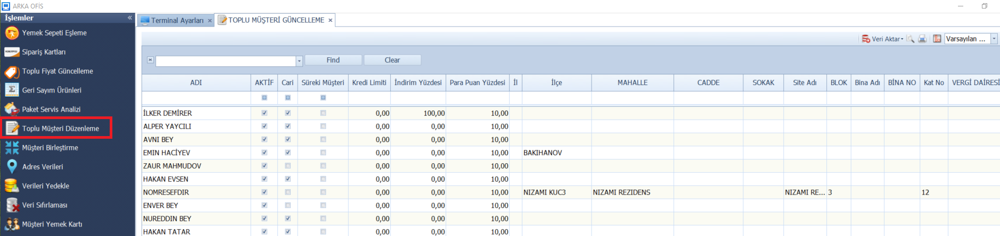 ARKA OFİS
İşlemler
Yemek Sepeti Eşleme
Sipariş Kartları
Toplu Fiyat Güncelleme
Geri Sayım Ürünleri
Paket Servis Analizi
Toplu Müşteri Düzenleme
Müşteri Birleştirme
Adres Verileri
Verileri Yedekle
Veri Sıfırlaması
Müşteri Yemek Kartı
Terminal Ayarları TOPLU MÜŞTERİ GÜNCELLEME
Veri Aktar Varsayılan ...
Find Clear
ADI AKTİF Cari Süreki Müşteri Kredi Limiti İndirim Yüzdesi Para Puan Yüzdesi İl İlçe MAHALLE CADDE SOKAK Site Adı BLOK Bina Adı BİNA NO Kat No VERGİ DAİRESİ
İLKER DEMİRER 0,00 100,00 10,00
ALPER YAYCILI 0,00 0,00 10,00
AVNI BEY 0,00 0,00 10,00
EMIN HACİYEV 0,00 0,00 10,00 BAKIHANOV
ZAUR MAHMUDOV 0,00 0,00 10,00
HAKAN EVSEN 0,00 0,00 10,00
NOMRESEFDIR 0,00 0,00 10,00 NIZAMI KUC3 NIZAMI REZIDENS NIZAMI RE... 3 12
ENVER BEY 0,00 0,00 10,00
NUREDDIN BEY 0,00 0,00 10,00
HAKAN TATAR 0,00 0,00 10,00